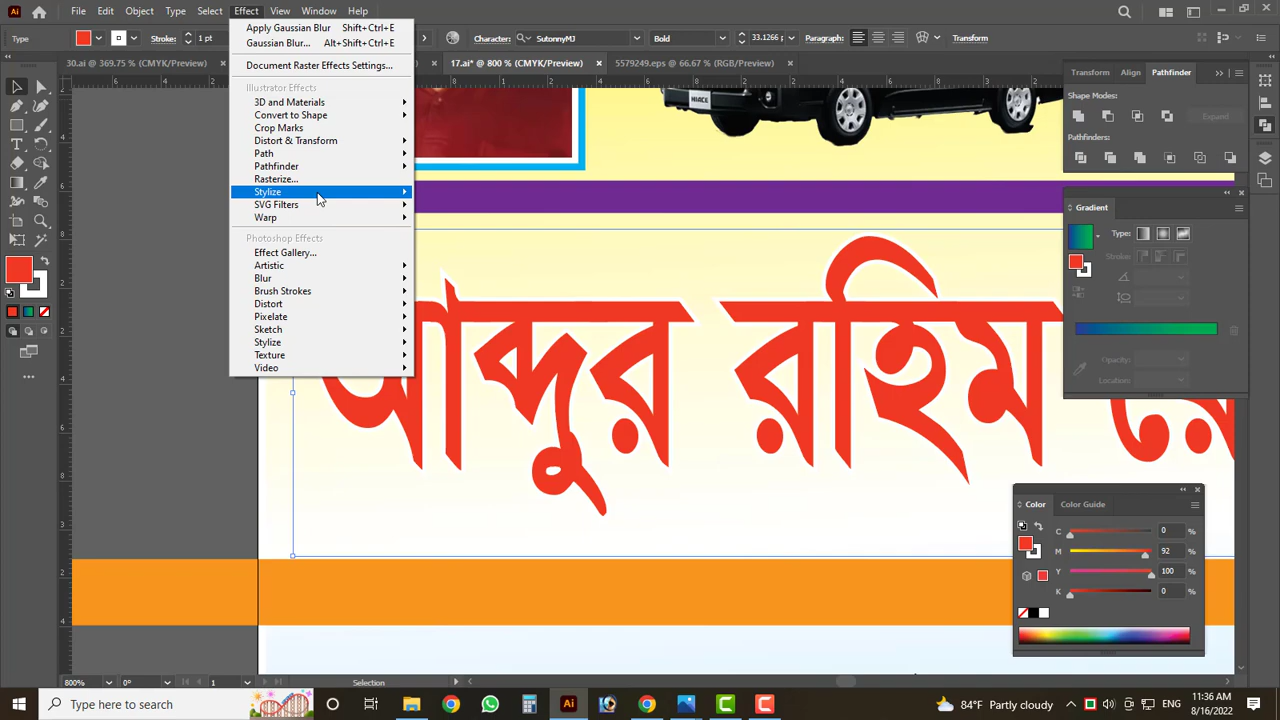 File Edit Object Type Select Effect View Window Help
Type Stroke: 1 pt Character: SutonnyMJ Bold 33.1266 Paragraph: Transform
30.ai @ 369.75 % (CMYK/Preview) × 17.ai* @ 800 % (CMYK/Preview) × 5579249.eps @ 66.67 % (RGB/Preview) ×
Apply Gaussian Blur Shift+Ctrl+E
Gaussian Blur... Alt+Shift+Ctrl+E
Document Raster Effects Settings...
Illustrator Effects
3D and Materials
Convert to Shape
Crop Marks
Distort & Transform
Path
Pathfinder
Rasterize...
Stylize
SVG Filters
Warp
Photoshop Effects
Effect Gallery...
Artistic
Blur
Brush Strokes
Distort
Pixelate
Sketch
Stylize
Texture
Video
HIACE
আব্দুর রহিম
Transform Align Pathfinder
Shape Modes:
Expand
Pathfinders:
Gradient
Type:
Stroke:
Opacity:
Location:
Color Color Guide
C 0 %
M 92 %
Y 100 %
K 0 %
800% 0° 1 Selection
Type here to search
84°F Partly cloudy
11:36 AM
8/16/2022